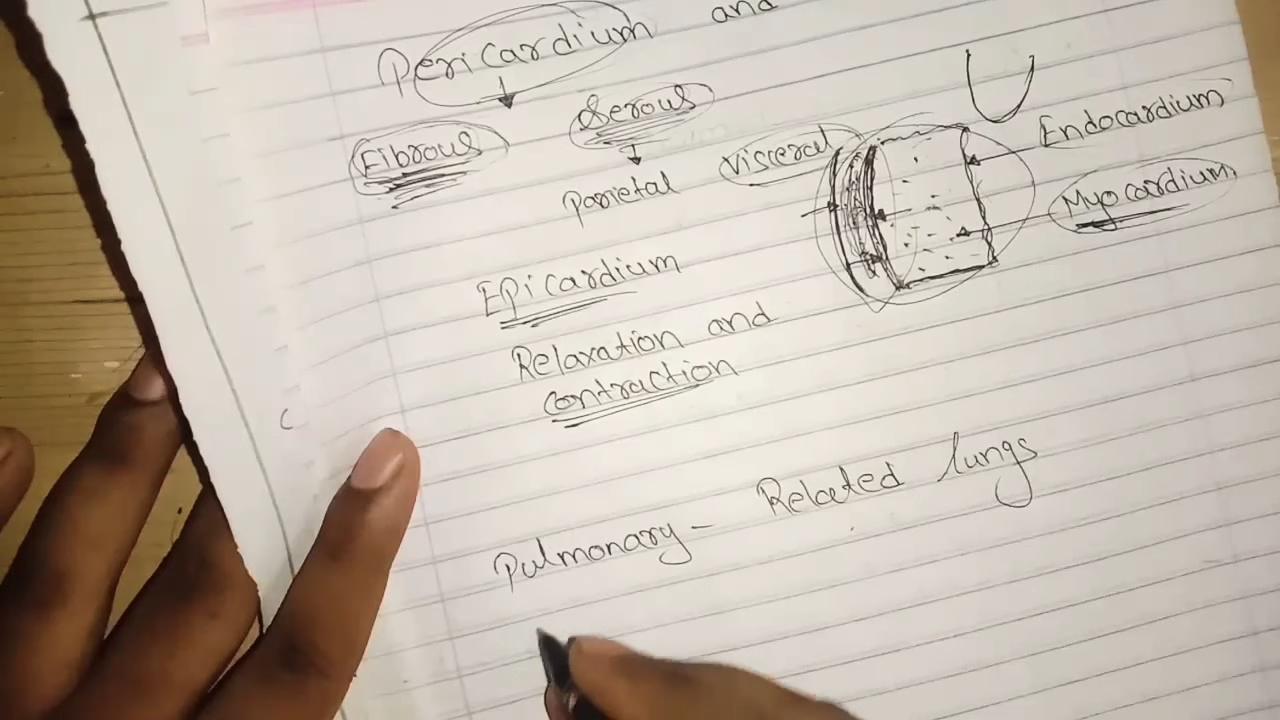 Pericardium and
Fibrous
Serous
Parietal
Visceral
Endocardium
Myocardium
Epicardium
Relaxation and
contraction
Pulmonary - Related lungs